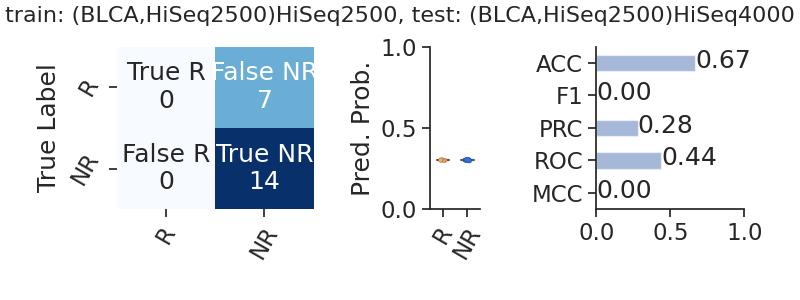 train: (BLCA,HiSeq2500)HiSeq2500, test: (BLCA,HiSeq2500)HiSeq4000
True Label
R
NR
True R
0
False NR
7
False R
0
True NR
14
R
NR
Pred. Prob.
1.0
0.5
0.0
R
NR
ACC
F1
PRC
ROC
MCC
0.67
0.00
0.28
0.44
0.00
0.0
0.5
1.0